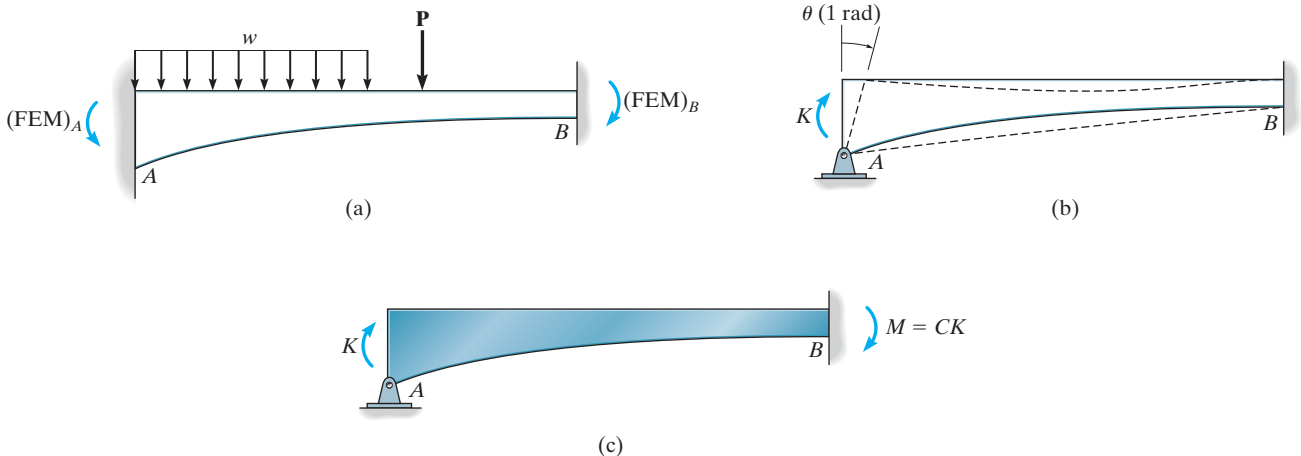 w
P
(FEM)A
(FEM)B
A
B
(a)
θ (1 rad)
K
A
B
(b)
K
A
B
M = CK
(c)